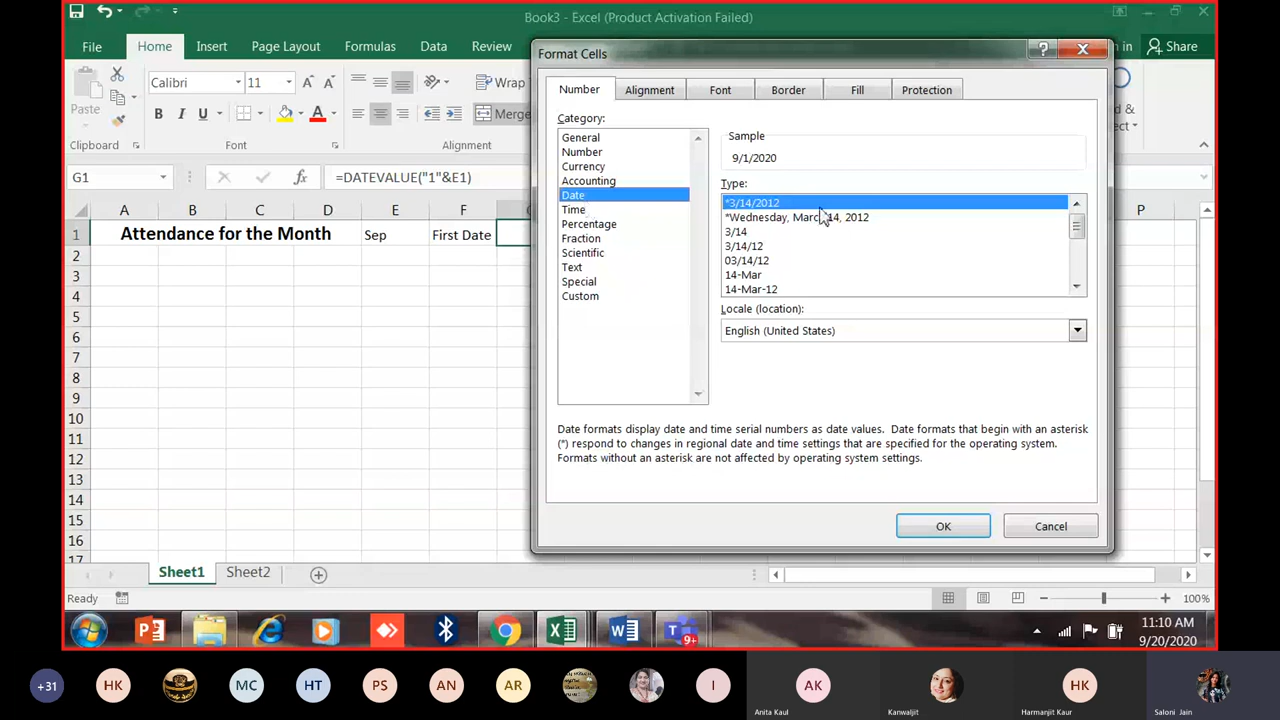 Book3 - Excel (Product Activation Failed)
File Home Insert Page Layout Formulas Data Review in Share
Paste Calibri 11 Wrap
B I U Merge &
Clipboard Font
G1 fx =DATEVALUE("1"&E1)
A B C D E F P
1 Attendance for the Month Sep First Date
2
3
4
5
6
7
8
9
10
11
12
13
14
15
16
17
Format Cells
Number Alignment Font Border Fill Protection
Category:
General
Number
Currency
Accounting
Date
Time
Percentage
Fraction
Scientific
Text
Special
Custom
Sample
9/1/2020
Type:
*3/14/2012
*Wednesday, March 14, 2012
3/14
3/14/12
03/14/12
14-Mar
14-Mar-12
Locale (location):
English (United States)
Date formats display date and time serial numbers as date values. Date formats that begin with an asterisk
(*) respond to changes in regional date and time settings that are specified for the operating system.
Formats without an asterisk are not affected by operating system settings.
OK Cancel
Sheet1 Sheet2
Ready 100%
9+
11:10 AM
9/20/2020
+31 HK MC HT PS AN AR I AK HK
Anita Kaul Kanwaljit Harmanjit Kaur Saloni Jain